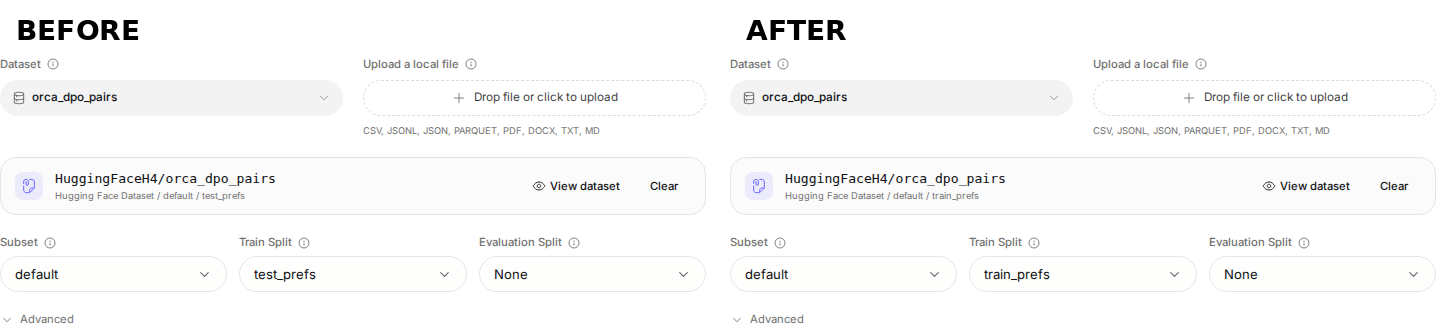 BEFORE
Dataset
Upload a local file
orca_dpo_pairs
Drop file or click to upload
CSV, JSONL, JSON, PARQUET, PDF, DOCX, TXT, MD
HuggingFaceH4/orca_dpo_pairs
Hugging Face Dataset / default / test_prefs
View dataset
Clear
Subset
Train Split
Evaluation Split
default
test_prefs
None
Advanced
AFTER
Dataset
Upload a local file
orca_dpo_pairs
Drop file or click to upload
CSV, JSONL, JSON, PARQUET, PDF, DOCX, TXT, MD
HuggingFaceH4/orca_dpo_pairs
Hugging Face Dataset / default / train_prefs
View dataset
Clear
Subset
Train Split
Evaluation Split
default
train_prefs
None
Advanced